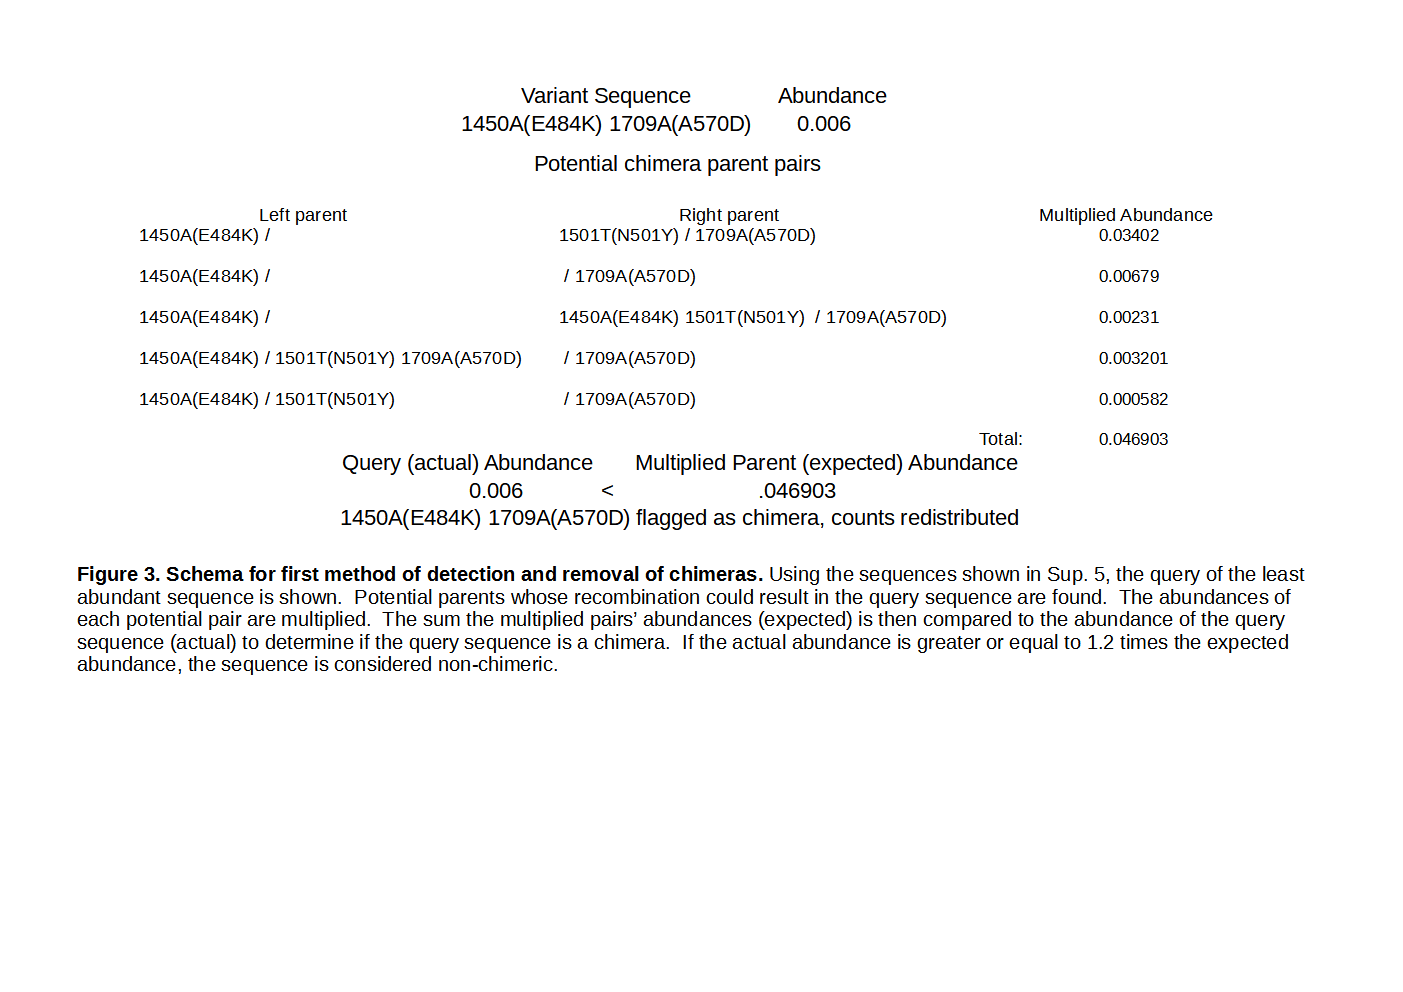 Variant Sequence Abundance
1450A(E484K) 1709A(A570D) 0.006
Potential chimera parent pairs
Left parent Right parent Multiplied Abundance
1450A(E484K) / 1501T(N501Y) / 1709A(A570D) 0.03402
1450A(E484K) / / 1709A(A570D) 0.00679
1450A(E484K) / 1450A(E484K) 1501T(N501Y) / 1709A(A570D) 0.00231
1450A(E484K) / 1501T(N501Y) 1709A(A570D) / 1709A(A570D) 0.003201
1450A(E484K) / 1501T(N501Y) / 1709A(A570D) 0.000582
Total: 0.046903
Query (actual) Abundance Multiplied Parent (expected) Abundance
0.006 < .046903
1450A(E484K) 1709A(A570D) flagged as chimera, counts redistributed
Figure 3. Schema for first method of detection and removal of chimeras. Using the sequences shown in Sup. 5, the query of the least
abundant sequence is shown. Potential parents whose recombination could result in the query sequence are found. The abundances of
each potential pair are multiplied. The sum the multiplied pairs’ abundances (expected) is then compared to the abundance of the query
sequence (actual) to determine if the query sequence is a chimera. If the actual abundance is greater or equal to 1.2 times the expected
abundance, the sequence is considered non-chimeric.